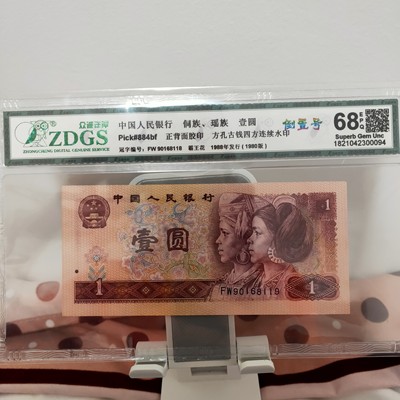 众诚评级
ZDGS
ZHONGCHENG DIGITAL GENUINE SERVICE
中国人民银行 侗族、瑶族 壹圆
Pick#884bf 正背面胶印 方孔古钱四方连续水印
冠字编号: FW 90168118 霸王花 1988年发行 (1980版)
倒置号
68 EPQ
Superb Gem Unc
1821042300094
中国人民银行
1
壹圆
1
FW90168119
1